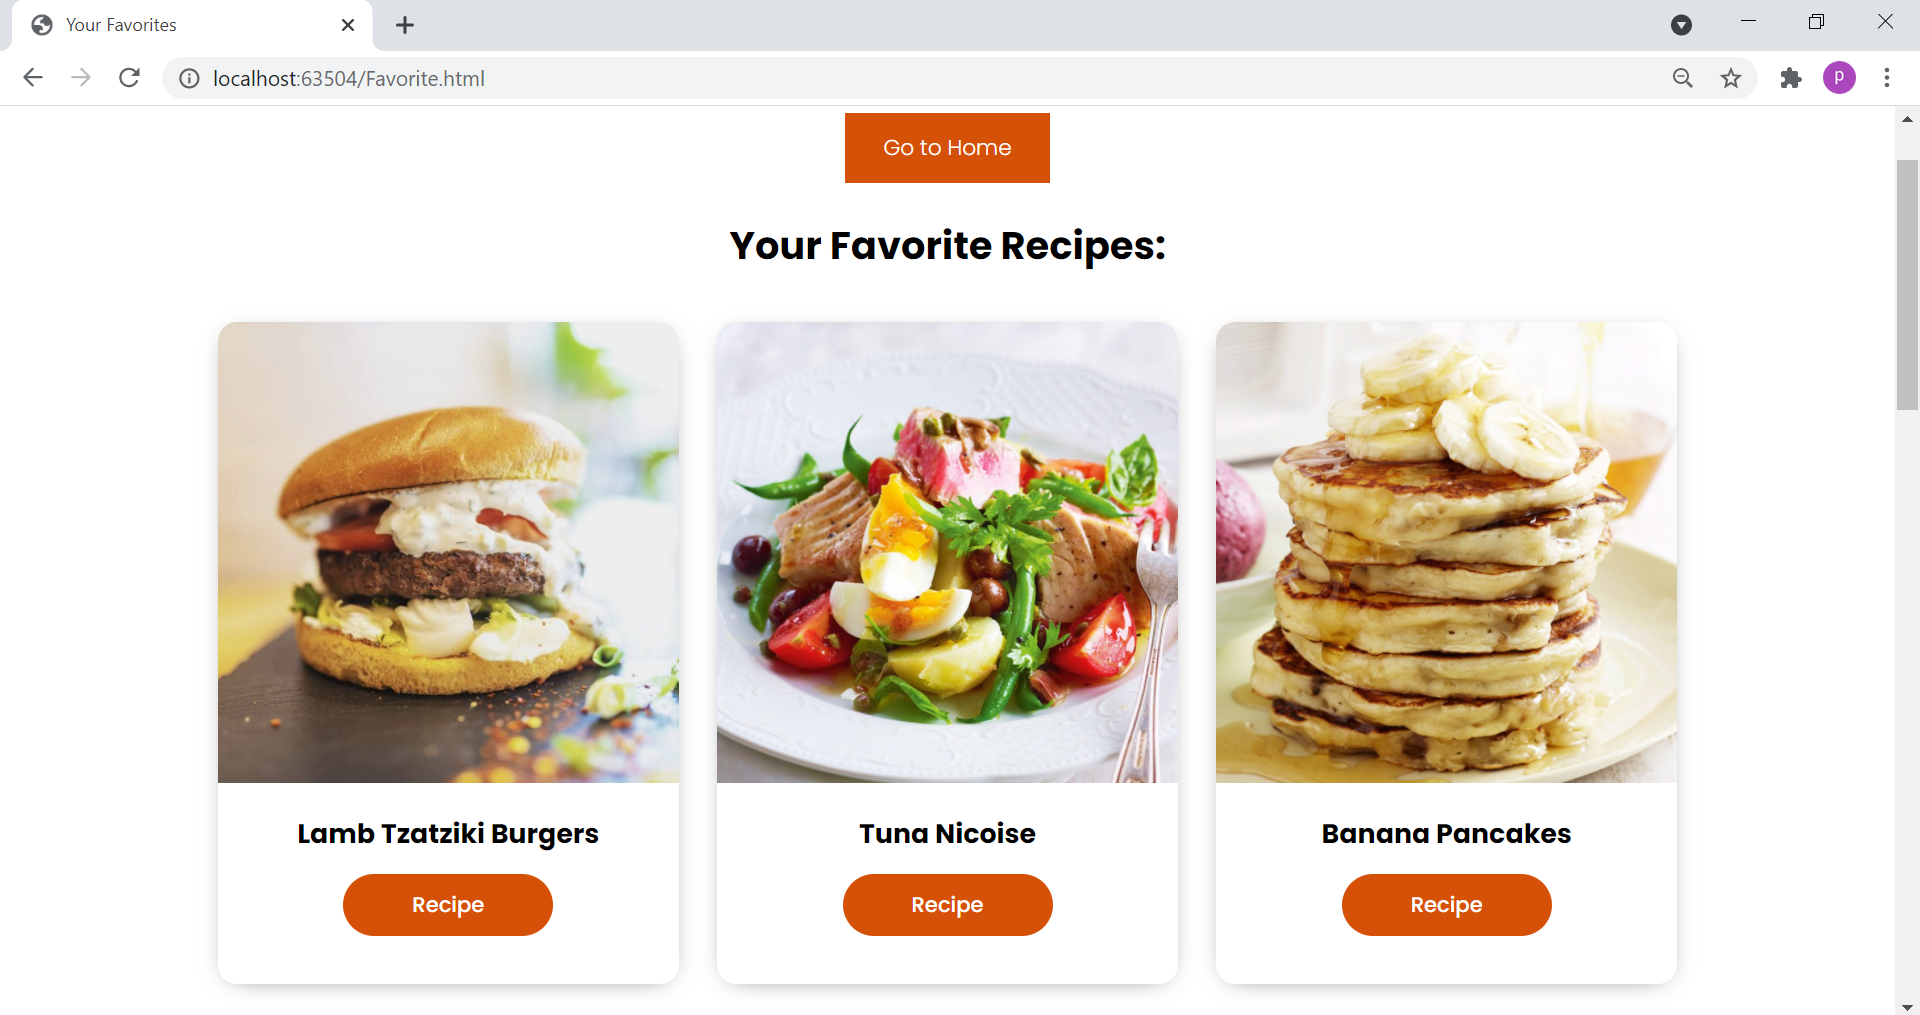 Your Favorites
localhost:63504/Favorite.html
p
Go to Home
Your Favorite Recipes:
Lamb Tzatziki Burgers
Recipe
Tuna Nicoise
Recipe
Banana Pancakes
Recipe